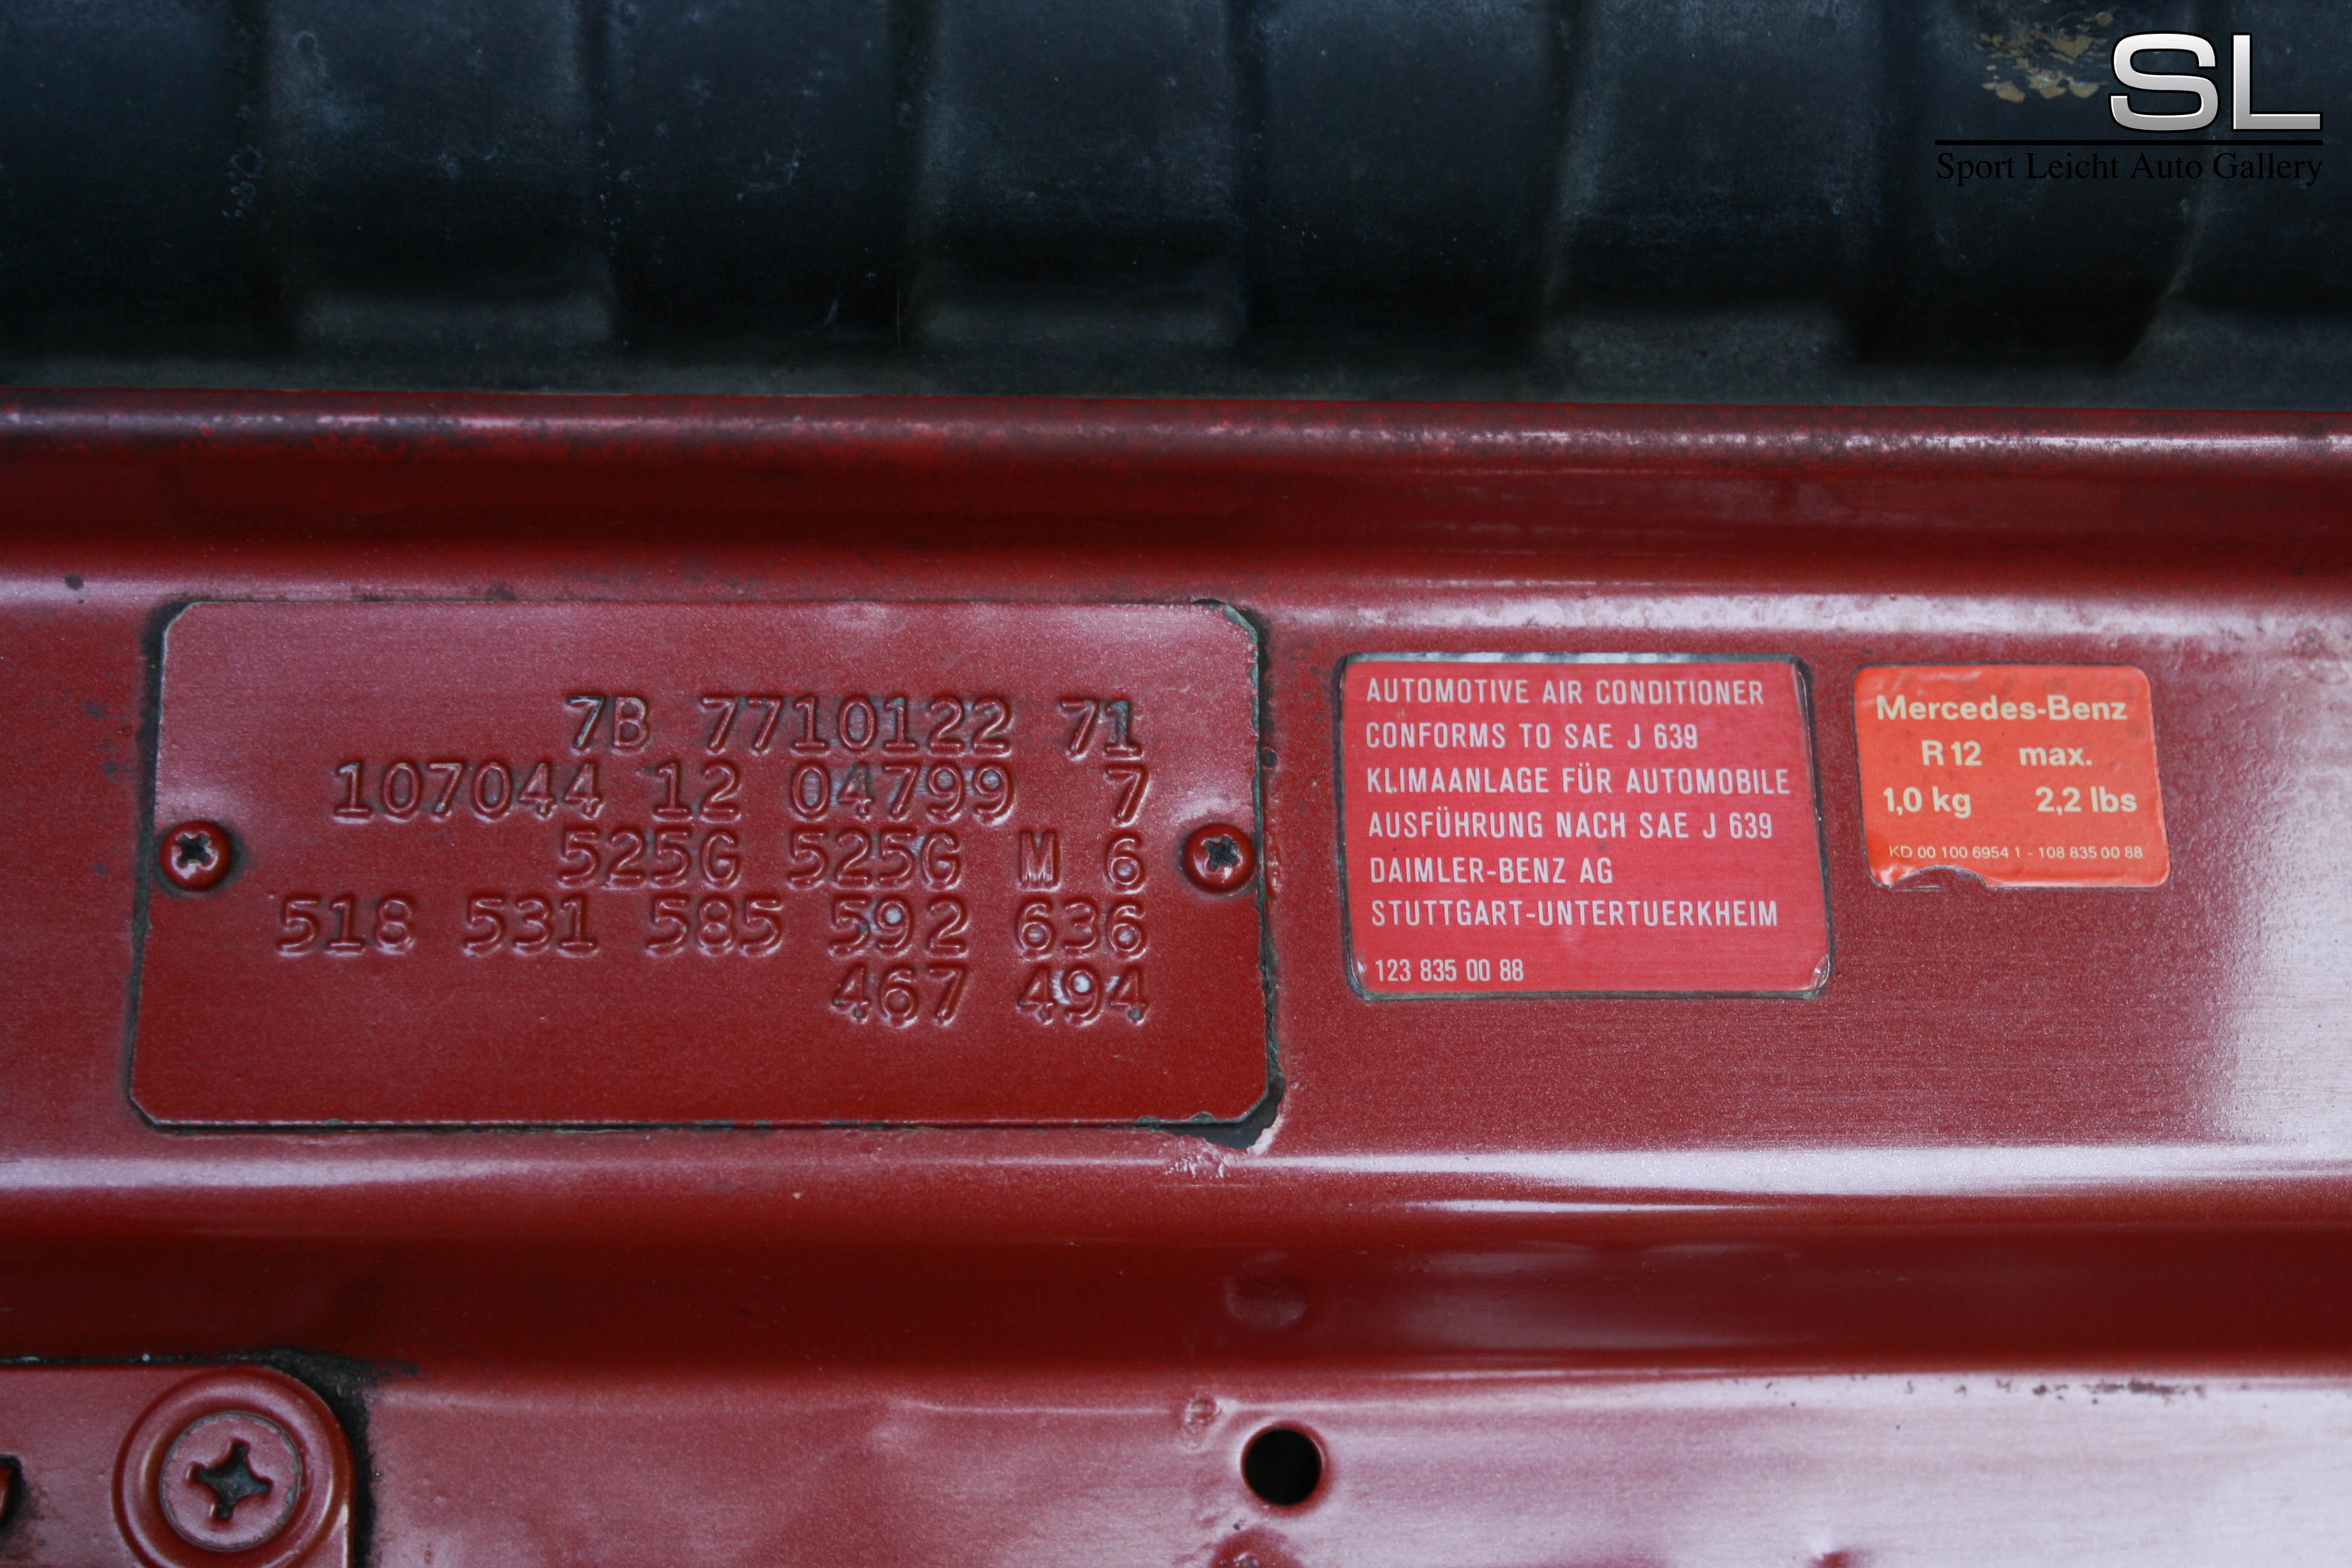 SL
Sport Leicht Auto Gallery
7B 7710122 71
107044 12 04799 7
525G 525G M 6
518 531 585 592 636
467 494
AUTOMOTIVE AIR CONDITIONER
CONFORMS TO SAE J 639
KLIMAANLAGE FÜR AUTOMOBILE
AUSFÜHRUNG NACH SAE J 639
DAIMLER-BENZ AG
STUTTGART-UNTERTUERKHEIM
123 835 00 88
Mercedes-Benz
R 12 max.
1,0 kg 2,2 lbs
KD 00 100 6954 1 - 108 835 00 88